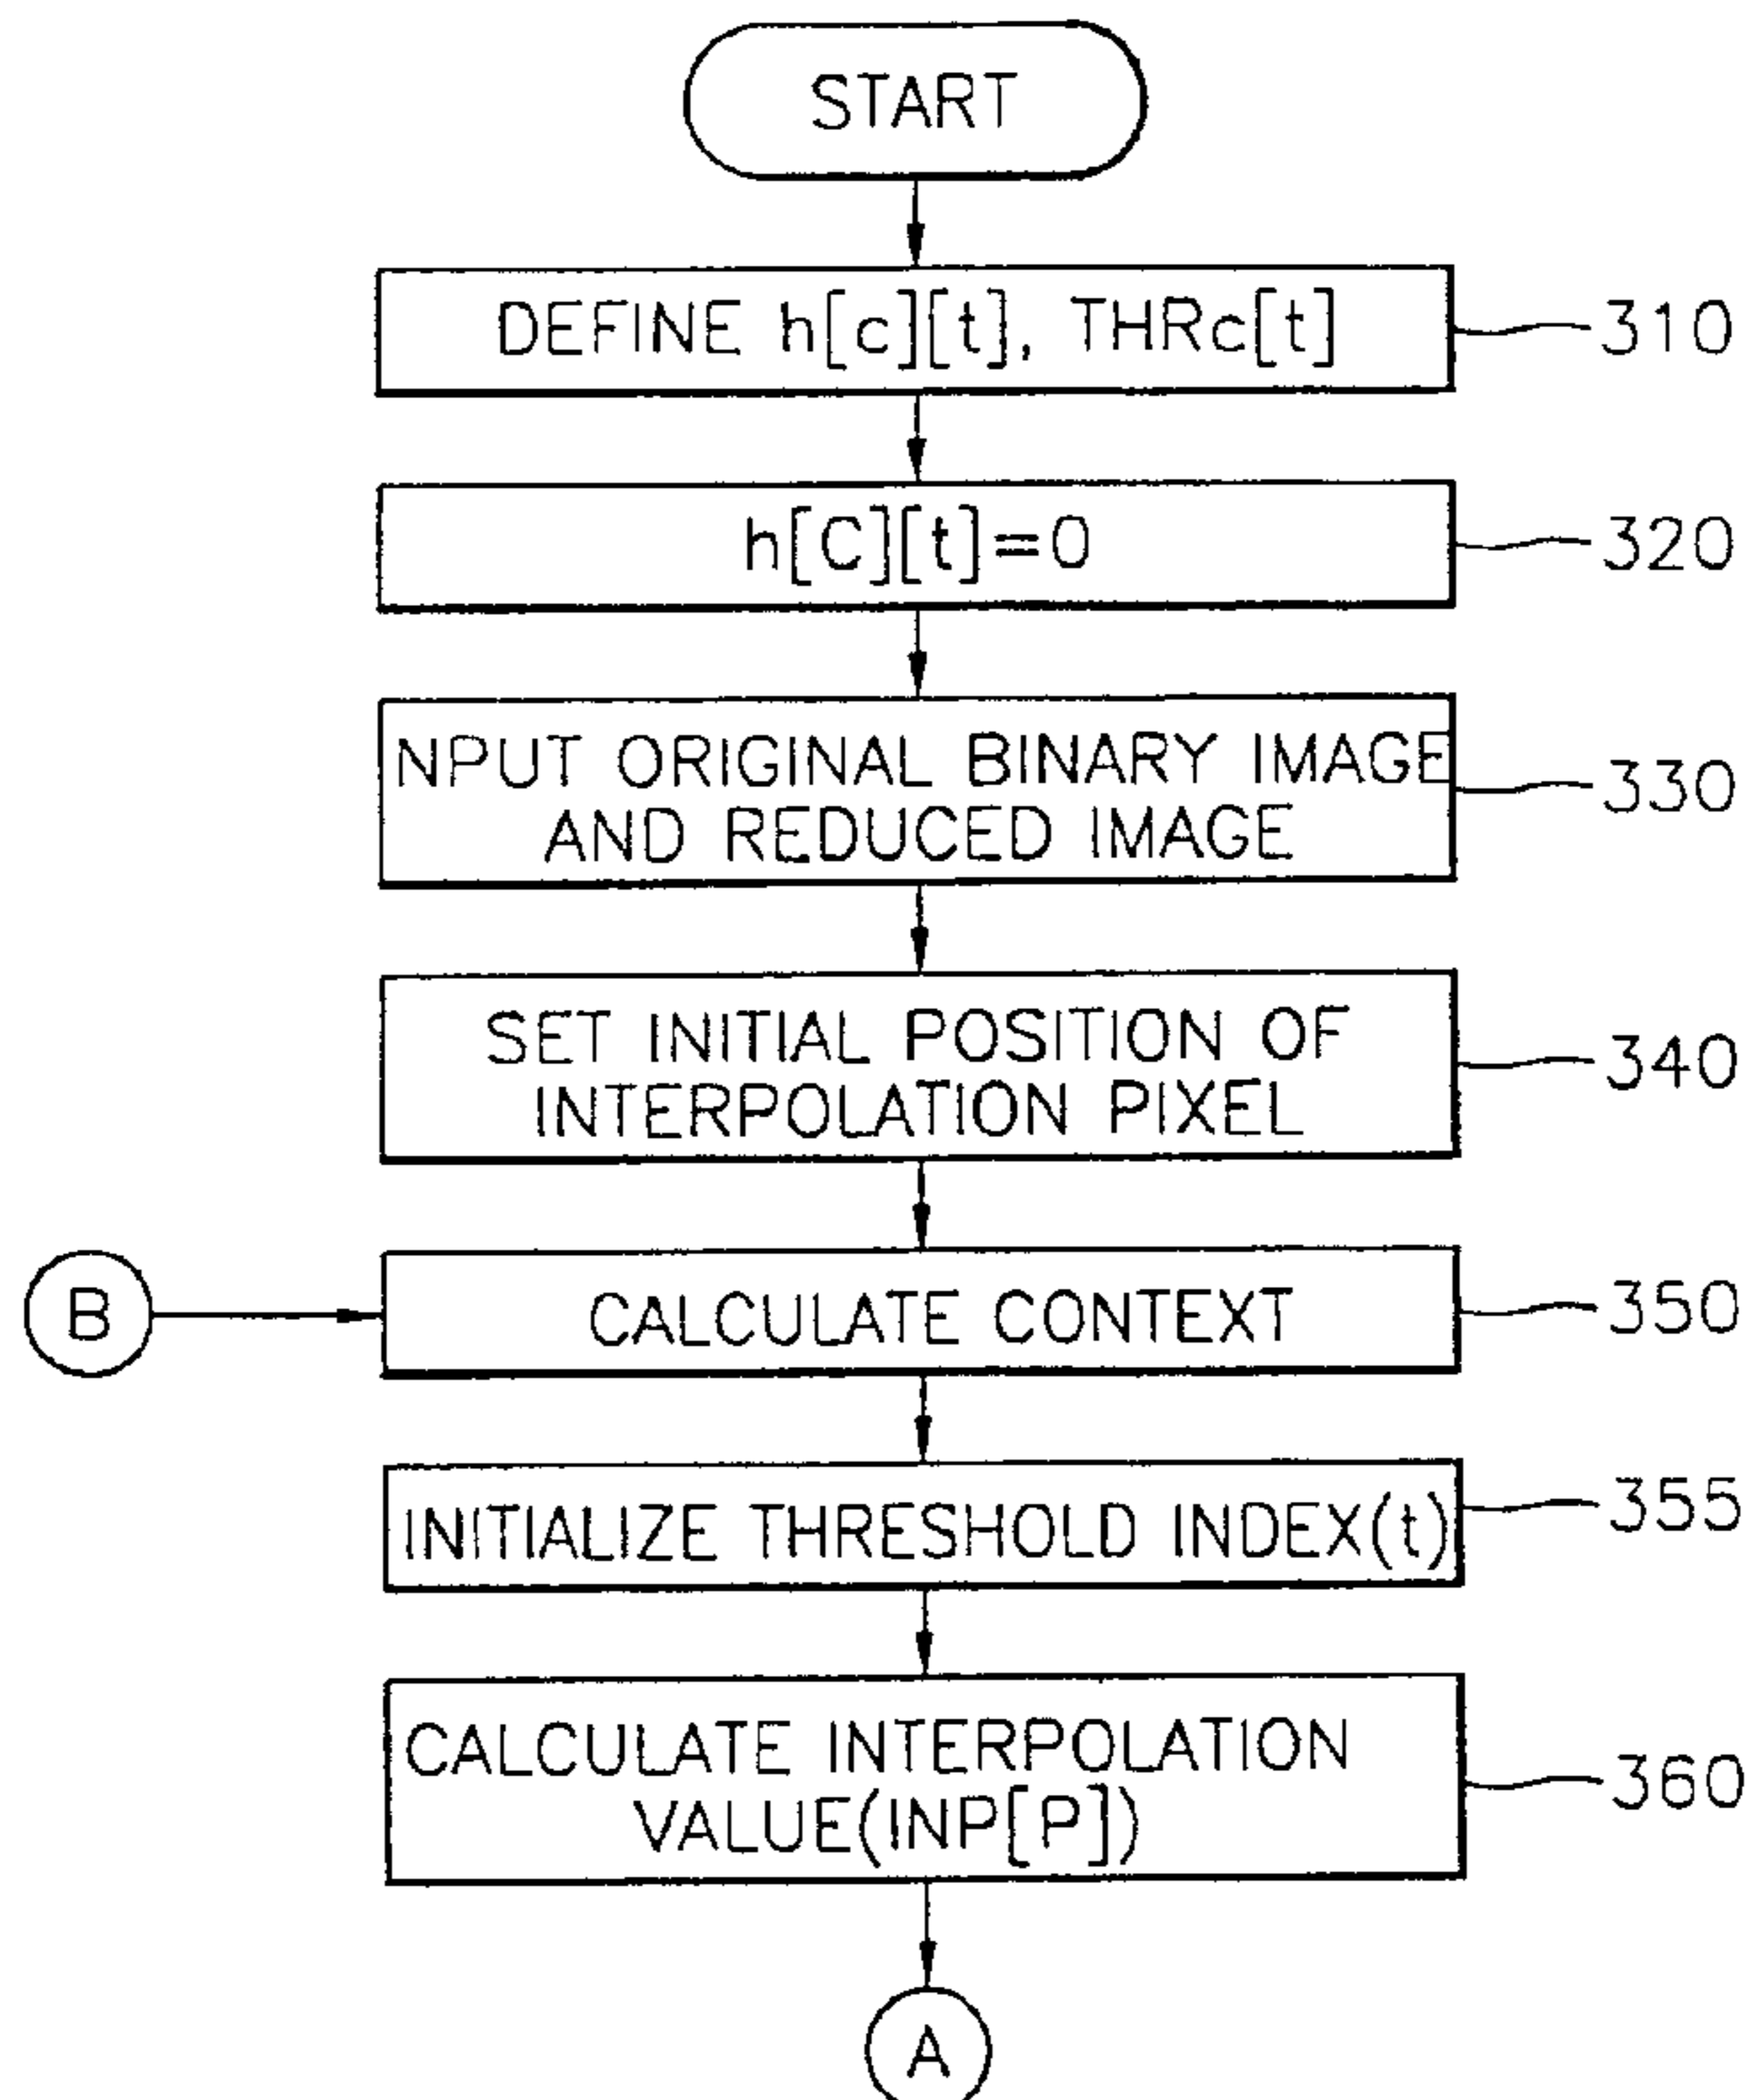 START
DEFINE h[c][t], THRc[t]
310
h[C][t]=0
320
NPUT ORIGINAL BINARY IMAGE
AND REDUCED IMAGE
330
SET INITIAL POSITION OF
INTERPOLATION PIXEL
340
B
CALCULATE CONTEXT
350
INITIALIZE THRESHOLD INDEX(t)
355
CALCULATE INTERPOLATION
VALUE(INP[P])
360
A